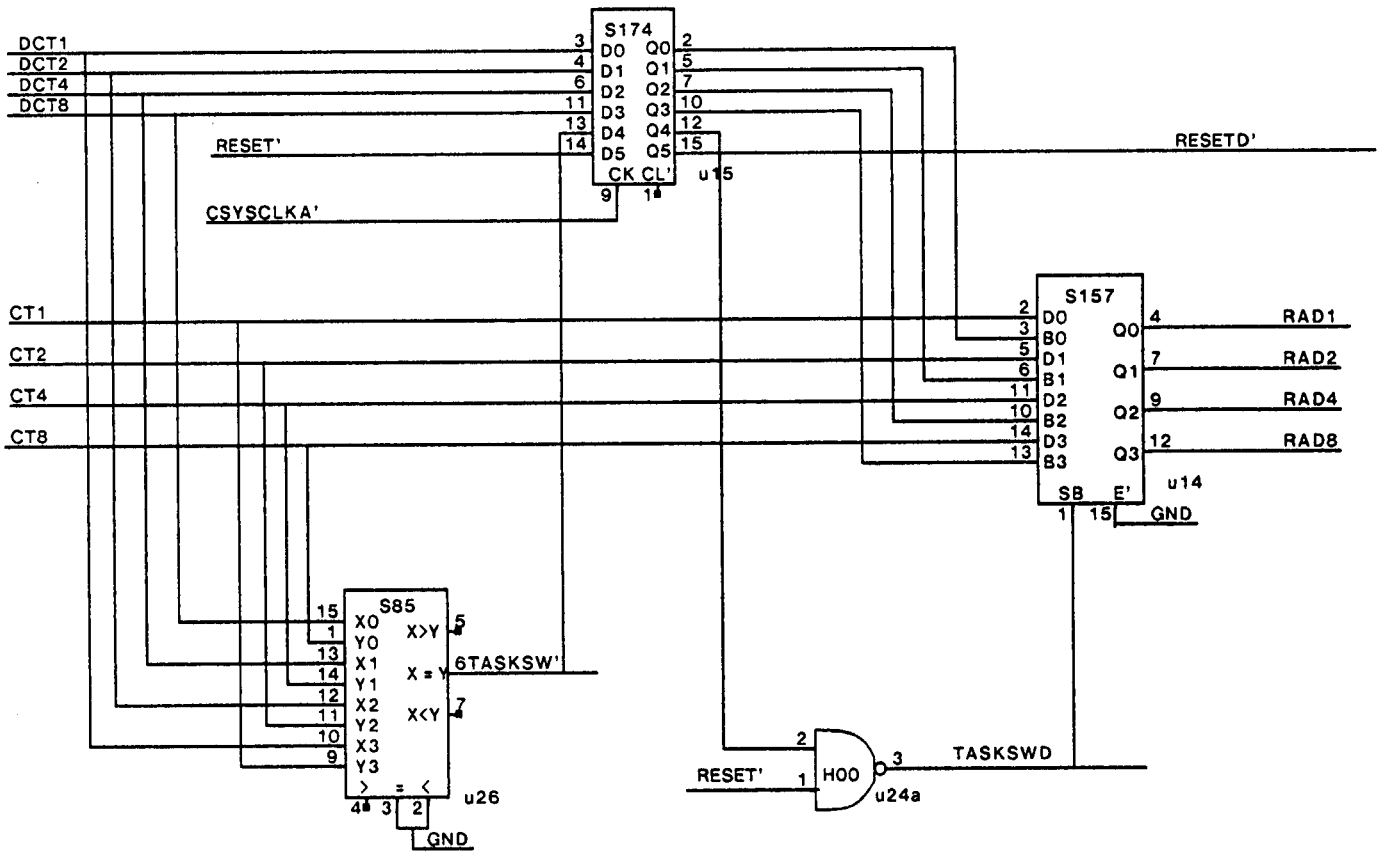 DCT1
DCT2
DCT4
DCT8
RESET'
CSYSCLKA'
S174
3 D0 Q0 2
4 D1 Q1 5
6 D2 Q2 7
11 D3 Q3 10
13 D4 Q4 12
14 D5 Q5 15
CK CL'
9 1
u15
RESETD'
CT1
CT2
CT4
CT8
S157
2 D0
3 B0 Q0 4 RAD1
5 D1
6 B1 Q1 7 RAD2
11 D2
10 B2 Q2 9 RAD4
14 D3
13 B3 Q3 12 RAD8
SB E'
1 15
u14
GND
S85
15 X0
1 Y0 X>Y 5
13 X1
14 Y1 X = Y 6TASKSW'
12 X2
11 Y2 X<Y 7
10 X3
9 Y3
> = <
4 3 2
u26
GND
2
RESET' 1
H00
3 TASKSWD
u24a